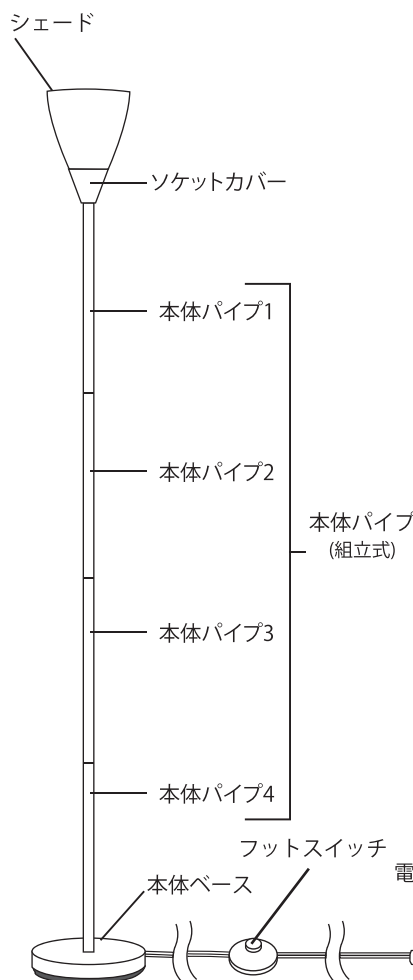 シェード
ソケットカバー
本体パイプ1
本体パイプ2
本体パイプ
(組立式)
本体パイプ3
本体パイプ4
フットスイッチ
電
本体ベース